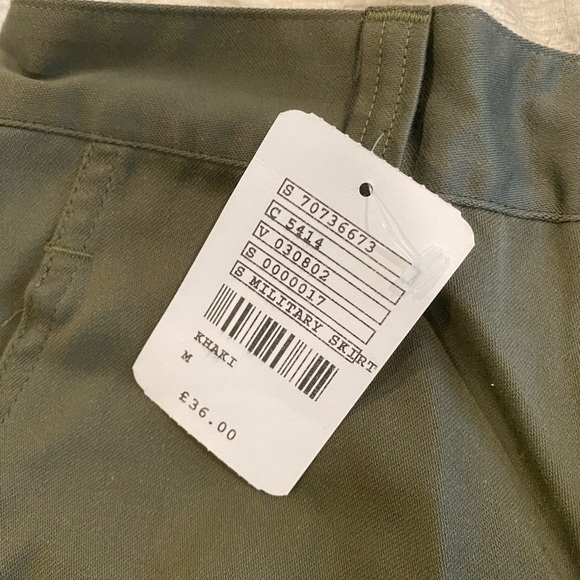 S 70736673
C 5414
V 030802
S 0000017
S MILITARY SKIRT
KHAKI
M
£36.00